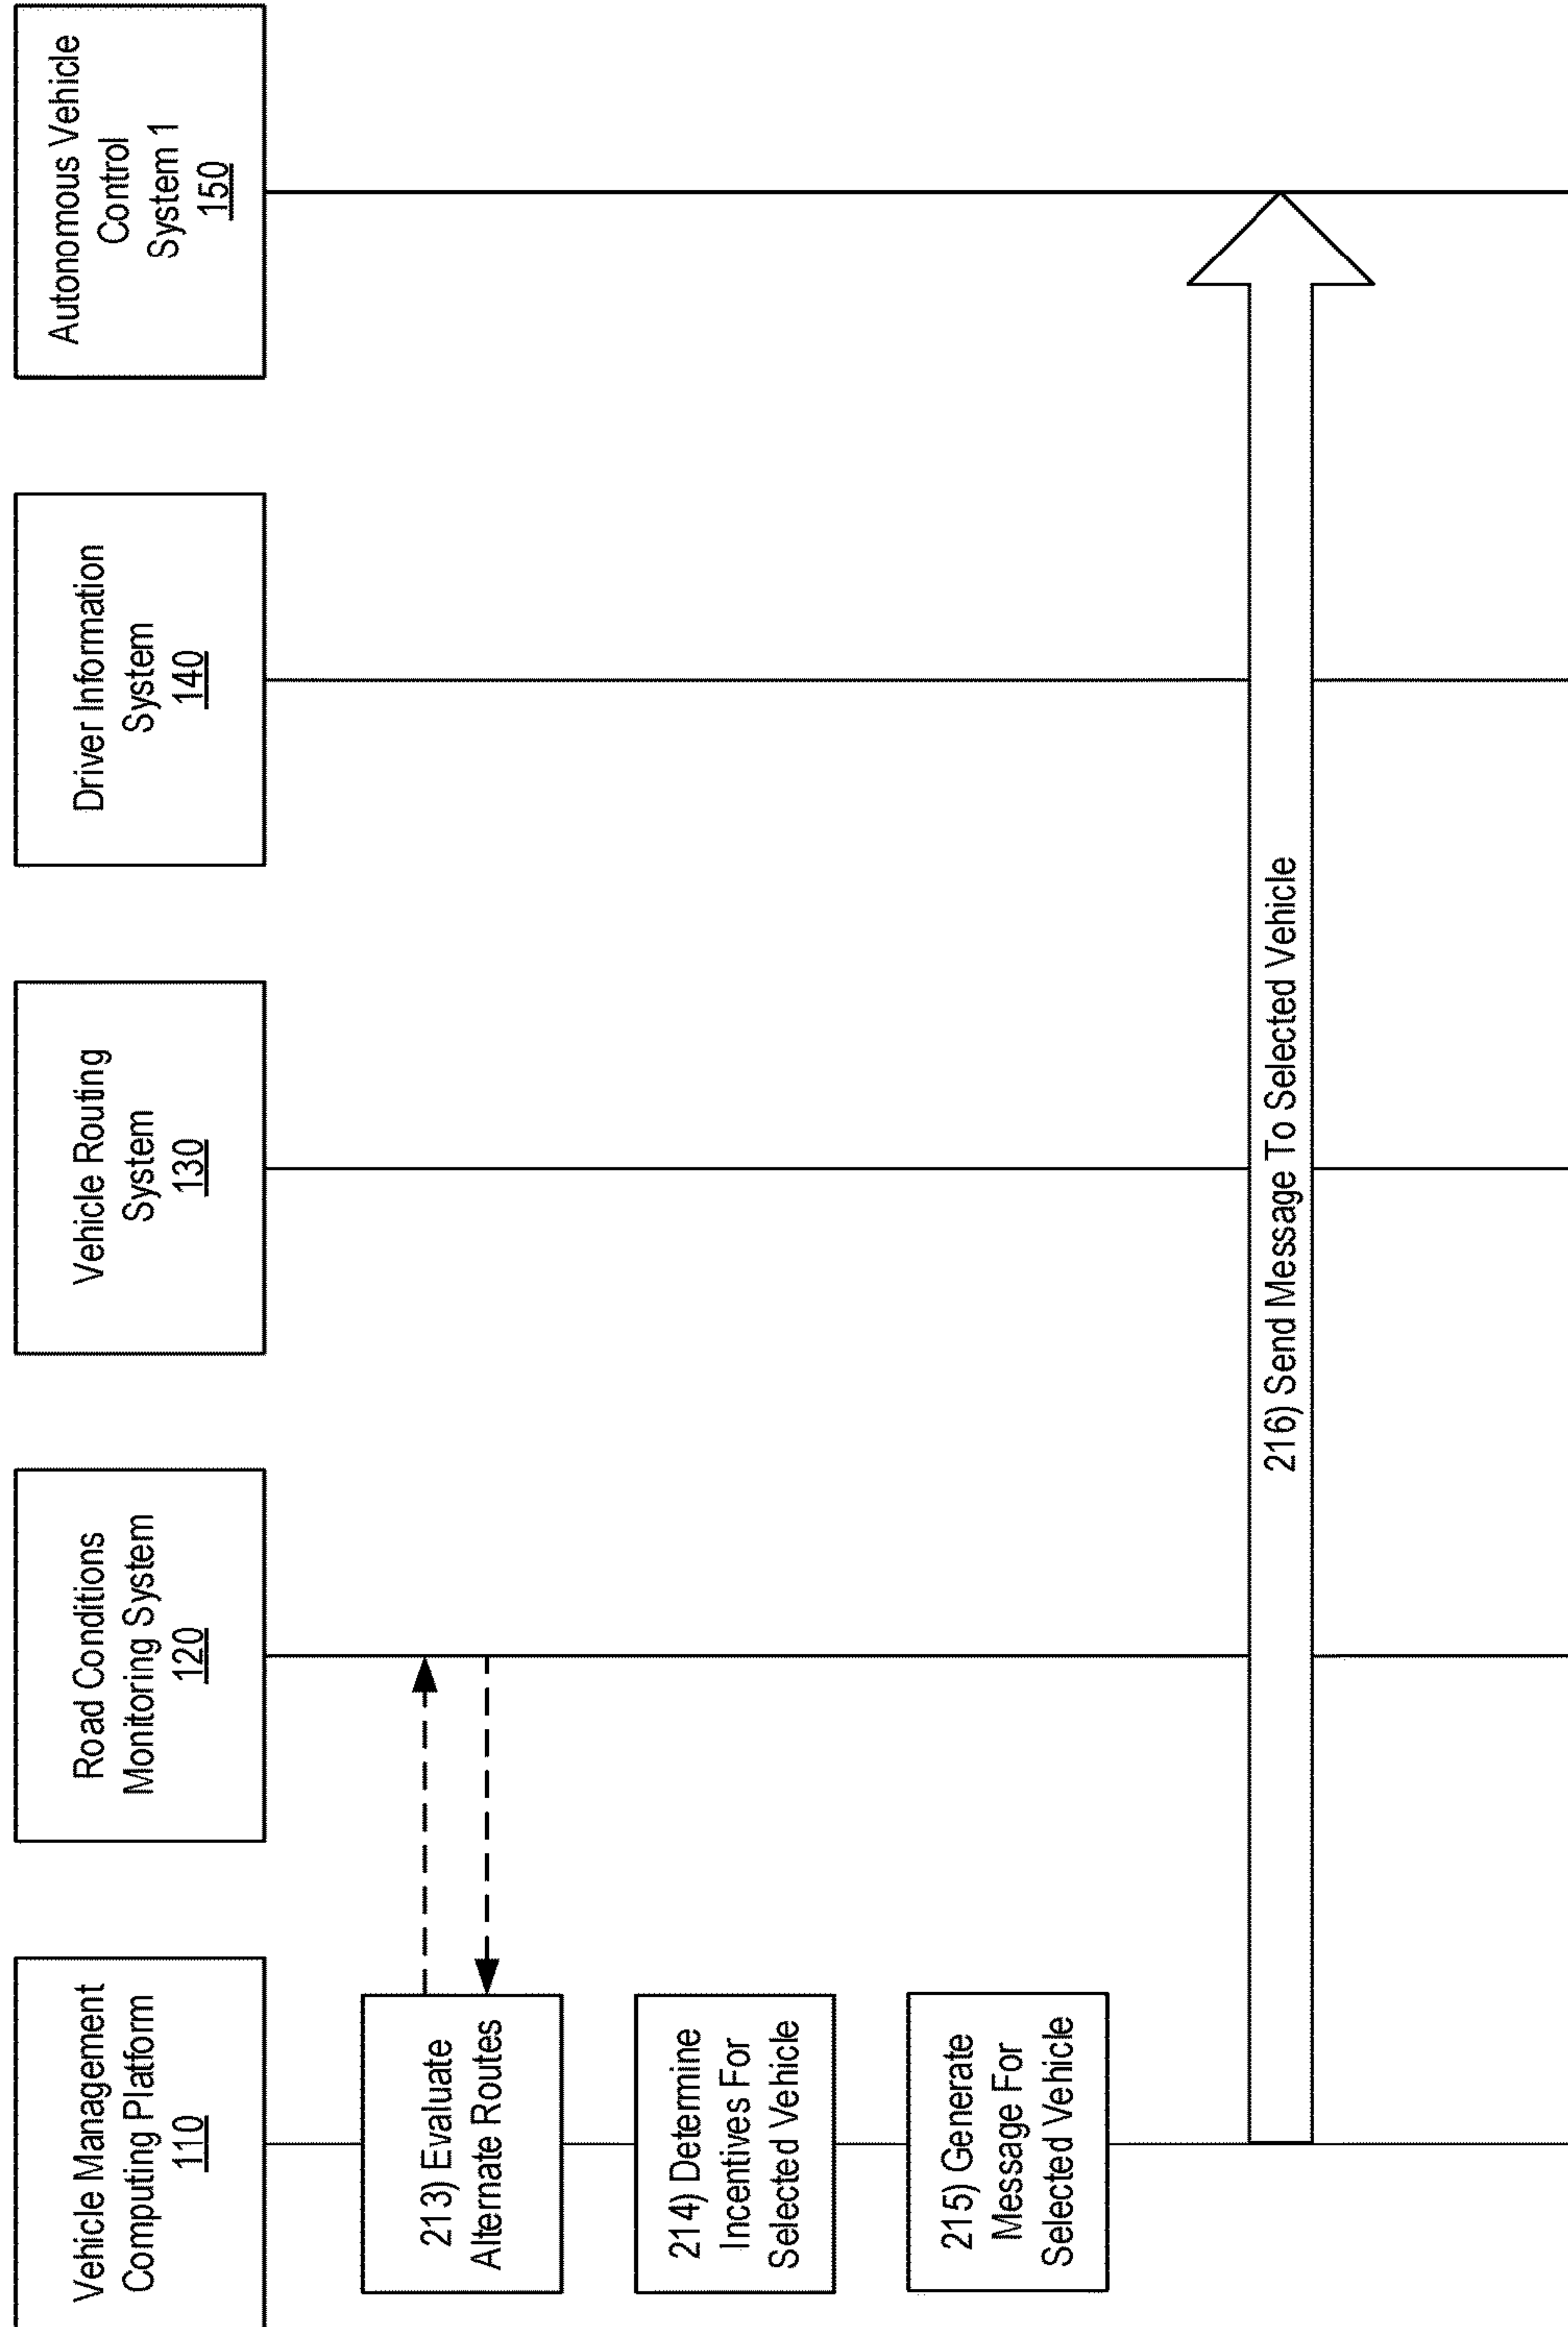 Vehicle Management
Computing Platform
110
Road Conditions
Monitoring System
120
Vehicle Routing
System
130
Driver Information
System
140
Autonomous Vehicle
Control
System 1
150
213) Evaluate
Alternate Routes
214) Determine
Incentives For
Selected Vehicle
215) Generate
Message For
Selected Vehicle
216) Send Message To Selected Vehicle